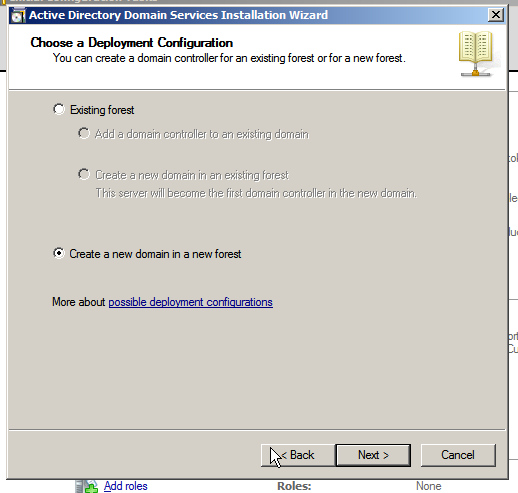 Active Directory Domain Services Installation Wizard
Choose a Deployment Configuration
You can create a domain controller for an existing forest or for a new forest.
Existing forest
Add a domain controller to an existing domain
Create a new domain in an existing forest
This server will become the first domain controller in the new domain.
Create a new domain in a new forest
More about possible deployment configurations
< Back Next > Cancel
Add roles Roles: None